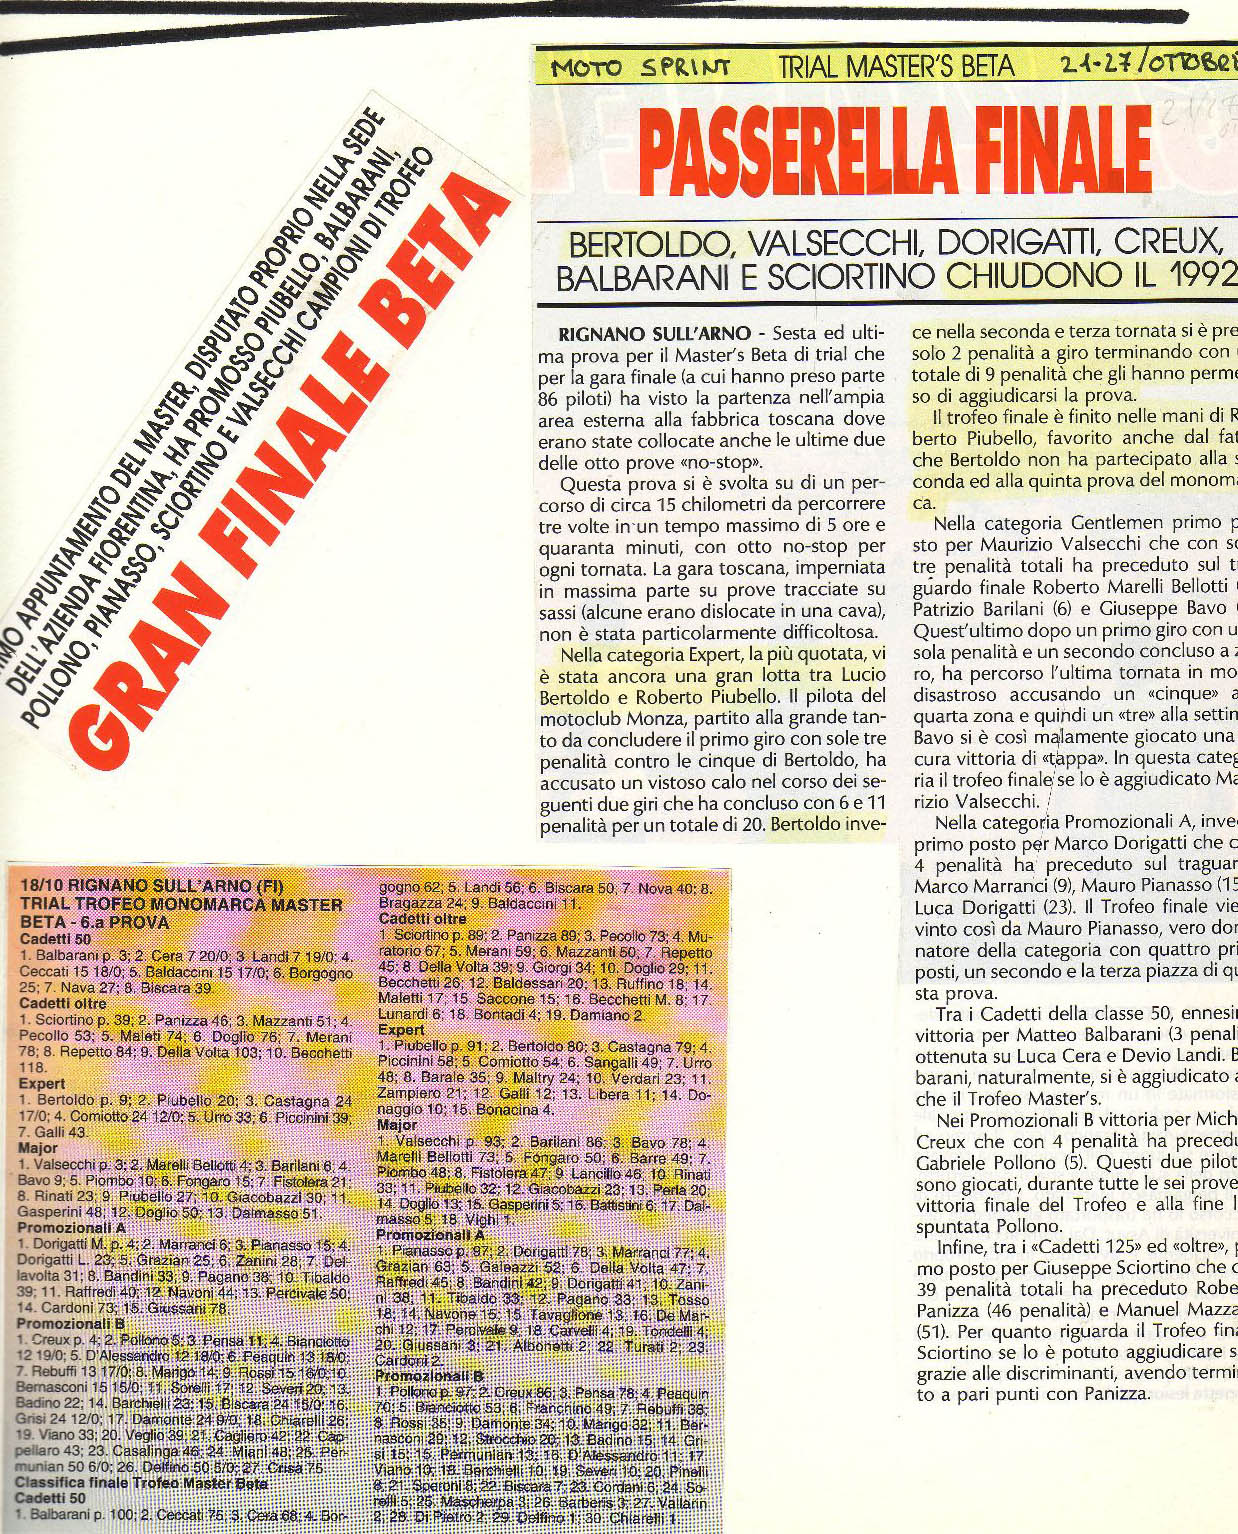 MOTO SPRINT TRIAL MASTER'S BETA 21-27/OTTOBRE
PASSERELLA FINALE
BERTOLDO, VALSECCHI, DORIGATTI, CREUX,
BALBARANI E SCIORTINO CHIUDONO IL 1992
APPUNTAMENTO DEL MASTER, DISPUTATO PROPRIO NELLA SEDE
DELL'AZIENDA FIORENTINA, HA PROMOSSO PIUBELLO, BALBARANI,
POLLONO, PIANASSO, SCIORTINO E VALSECCHI CAMPIONI DI TROFEO
GRAN FINALE BETA
RIGNANO SULL'ARNO - Sesta ed ulti-
ma prova per il Master's Beta di trial che
per la gara finale (a cui hanno preso parte
86 piloti) ha visto la partenza nell'ampia
area esterna alla fabbrica toscana dove
erano state collocate anche le ultime due
delle otto prove «no-stop».
Questa prova si è svolta su di un per-
corso di circa 15 chilometri da percorrere
tre volte in un tempo massimo di 5 ore e
quaranta minuti, con otto no-stop per
ogni tornata. La gara toscana, imperniata
in massima parte su prove tracciate su
sassi (alcune erano dislocate in una cava),
non è stata particolarmente difficoltosa.
Nella categoria Expert, la più quotata, vi
è stata ancora una gran lotta tra Lucio
Bertoldo e Roberto Piubello. Il pilota del
motoclub Monza, partito alla grande tan-
to da concludere il primo giro con sole tre
penalità contro le cinque di Bertoldo, ha
accusato un vistoso calo nel corso dei se-
guenti due giri che ha concluso con 6 e 11
penalità per un totale di 20. Bertoldo inve-
ce nella seconda e terza tornata si è pre
solo 2 penalità a giro terminando con
totale di 9 penalità che gli hanno perme
so di aggiudicarsi la prova.
Il trofeo finale è finito nelle mani di R
berto Piubello, favorito anche dal fat
che Bertoldo non ha partecipato alla s
conda ed alla quinta prova del monoma
ca.
Nella categoria Gentlemen primo p
sto per Maurizio Valsecchi che con so
tre penalità totali ha preceduto sul t
guardo finale Roberto Marelli Bellotti
Patrizio Barilani (6) e Giuseppe Bavo
Quest'ultimo dopo un primo giro con u
sola penalità e un secondo concluso a z
ro, ha percorso l'ultima tornata in mo
disastroso accusando un «cinque» a
quarta zona e quindi un «tre» alla settim
Bavo si è così malamente giocato una
cura vittoria di «tappa». In questa categ
ria il trofeo finale se lo è aggiudicato Ma
rizio Valsecchi.
Nella categoria Promozionali A, invec
primo posto per Marco Dorigatti che c
4 penalità ha preceduto sul traguar
Marco Marranci (9), Mauro Pianasso (15
Luca Dorigatti (23). Il Trofeo finale vie
vinto così da Mauro Pianasso, vero dom
natore della categoria con quattro pri
posti, un secondo e la terza piazza di qu
sta prova.
Tra i Cadetti della classe 50, ennesim
vittoria per Matteo Balbarani (3 penali
ottenuta su Luca Cera e Devio Landi. B
barani, naturalmente, si è aggiudicato a
che il Trofeo Master's.
Nei Promozionali B vittoria per Mich
Creux che con 4 penalità ha precedu
Gabriele Pollono (5). Questi due pilot
sono giocati, durante tutte le sei prove
vittoria finale del Trofeo e alla fine l
spuntata Pollono.
Infine, tra i «Cadetti 125» ed «oltre», p
mo posto per Giuseppe Sciortino che c
39 penalità totali ha preceduto Robe
Panizza (46 penalità) e Manuel Mazza
(51). Per quanto riguarda il Trofeo fina
Sciortino se lo è potuto aggiudicare s
grazie alle discriminanti, avendo termin
to a pari punti con Panizza.
18/10 RIGNANO SULL'ARNO (FI)
TRIAL TROFEO MONOMARCA MASTER
BETA - 6.a PROVA
Cadetti 50
1. Balbarani p. 3; 2. Cera 7 20/0; 3. Landi 7 19/0; 4.
Ceccati 15 18/0; 5. Baldaccini 15 17/0; 6. Borgogno
25; 7. Nava 27; 8. Biscara 39.
Cadetti oltre
1. Sciortino p. 39; 2. Panizza 46; 3. Mazzanti 51; 4.
Pecollo 53; 5. Maleti 74; 6. Doglio 76; 7. Merani
78; 8. Repetto 84; 9. Della Volta 103; 10. Becchetti
118.
Expert
1. Bertoldo p. 9; 2. Piubello 20; 3. Castagna 24
17/0; 4. Comiotto 24 12/0; 5. Urro 33; 6. Piccinini 39;
7. Galli 43.
Major
1. Valsecchi p. 3; 2. Marelli Bellotti 4; 3. Barilani 6; 4.
Bavo 9; 5. Piombo 10; 6. Fongaro 15; 7. Fistolera 21;
8. Rinati 23; 9. Piubello 27; 10. Giacobazzi 30; 11.
Gasperini 48; 12. Doglio 50; 13. Dalmasso 51.
Promozionali A
1. Dorigatti M. p. 4; 2. Marranci 6; 3. Pianasso 15; 4.
Dorigatti L. 23; 5. Grazian 25; 6. Zanini 28; 7. Del-
lavolta 31; 8. Bandini 33; 9. Pagano 38; 10. Tibaldo
39; 11. Raffredi 40; 12. Navoni 44; 13. Percivale 50;
14. Cardoni 73; 15. Giussani 78.
Promozionali B
1. Creux p. 4; 2. Pollono 5; 3. Pensa 11; 4. Bianciotto
12 19/0; 5. D'Alessandro 12 18/0; 6. Peaquin 13 18/0;
7. Rebuffi 13 17/0; 8. Marigo 14; 9. Rossi 15 16/0; 10.
Bernasconi 15 15/0; 11. Sorelli 17; 12. Severi 20; 13.
Badino 22; 14. Barchielli 23; 15. Biscara 24 15/0; 16.
Grisi 24 12/0; 17. Damonte 24 9/0; 18. Chiarelli 26;
19. Viano 33; 20. Veglio 39; 21. Cagliero 42; 22. Cap-
pellaro 43; 23. Casalinga 46; 24. Miani 48; 25. Per-
munian 50 6/0; 26. Delfino 50 5/0; 27. Crisa 75.
Classifica finale Trofeo Master Beta
Cadetti 50
1. Balbarani p. 100; 2. Ceccati 75; 3. Cera 68; 4. Bor-
gogno 62; 5. Landi 56; 6. Biscara 50; 7. Nova 40; 8.
Bragazza 24; 9. Baldaccini 11.
Cadetti oltre
1. Sciortino p. 89; 2. Panizza 89; 3. Pecollo 73; 4. Mu-
ratorio 67; 5. Merani 59; 6. Mazzanti 50; 7. Repetto
45; 8. Della Volta 39; 9. Giorgi 34; 10. Doglio 29; 11.
Becchetti 26; 12. Baldessari 20; 13. Ruffino 18; 14.
Maletti 17; 15. Saccone 15; 16. Becchetti M. 8; 17.
Lunardi 6; 18. Bontadi 4; 19. Damiano 2.
Expert
1. Piubello p. 91; 2. Bertoldo 80; 3. Castagna 79; 4.
Piccinini 58; 5. Comiotto 54; 6. Sangalli 49; 7. Urro
48; 8. Barale 35; 9. Maltry 24; 10. Verdari 23; 11.
Zampiero 21; 12. Galli 12; 13. Libera 11; 14. Do-
naggio 10; 15. Bonacina 4.
Major
1. Valsecchi p. 93; 2. Barilani 86; 3. Bavo 78; 4.
Marelli Bellotti 73; 5. Fongaro 50; 6. Barre 49; 7.
Piombo 48; 8. Fistolera 47; 9. Lancillo 46; 10. Rinati
33; 11. Piubello 32; 12. Giacobazzi 23; 13. Perla 20;
14. Doglio 13; 15. Gasperini 5; 16. Battistini 6; 17. Dal-
masso 5; 18. Vighi 1.
Promozionali A
1. Pianasso p. 97; 2. Dorigatti 78; 3. Marranci 77; 4.
Grazian 63; 5. Galeazzi 52; 6. Della Volta 47; 7.
Raffredi 45; 8. Bandini 42; 9. Dorigatti 41; 10. Zani-
ni 38; 11. Tibaldo 33; 12. Pagano 33; 13. Tosso
18; 14. Navone 15; 15. Tavaglione 13; 16. De Mar-
chi 12; 17. Percivale 9; 18. Carvelli 4; 19. Tondelli 4;
20. Giussani 3; 21. Albonetti 2; 22. Turati 2; 23.
Cardoni 2.
Promozionali B
1. Pollono p. 97; 2. Creux 86; 3. Pensa 78; 4. Peaquin
70; 5. Bianciotto 53; 6. Franchino 49; 7. Rebuffi 38;
8. Rossi 35; 9. Damonte 34; 10. Marigo 32; 11. Ber-
nascon 29; 12. Strocchio 20; 13. Badino 15; 14. Gri-
si 15; 15. Permunian 13; 16. D'Alessandro 11; 17.
Viano 10; 18. Barchielli 10; 19. Severi 10; 20. Pinelli
8; 21. Speroni 8; 22. Biscara 7; 23. Cordani 6; 24. So-
relli 5; 25. Mascherpa 3; 26. Barberis 3; 27. Vallarin
2; 28. Di Pietro 2; 29. Delfino 1; 30. Chiarelli 1.